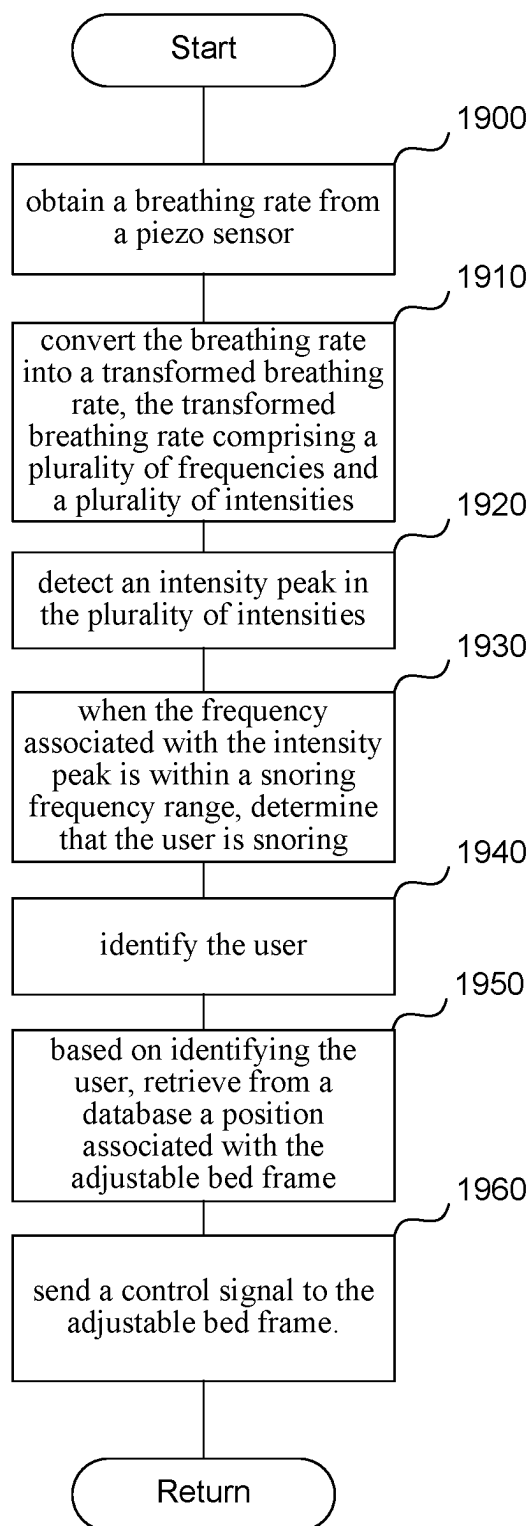 Start
1900
obtain a breathing rate from
a piezo sensor
1910
convert the breathing rate
into a transformed breathing
rate, the transformed
breathing rate comprising a
plurality of frequencies and
a plurality of intensities
1920
detect an intensity peak in
the plurality of intensities
1930
when the frequency
associated with the intensity
peak is within a snoring
frequency range, determine
that the user is snoring
1940
identify the user
1950
based on identifying the
user, retrieve from a
database a position
associated with the
adjustable bed frame
1960
send a control signal to the
adjustable bed frame.
Return